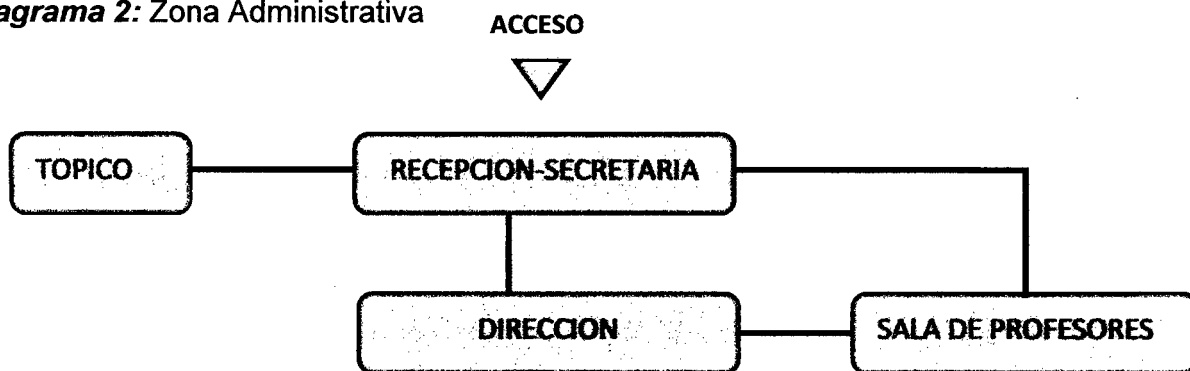 agrama 2: Zona Administrativa
ACCESO
TOPICO
RECEPCION-SECRETARIA
DIRECCION
SALA DE PROFESORES